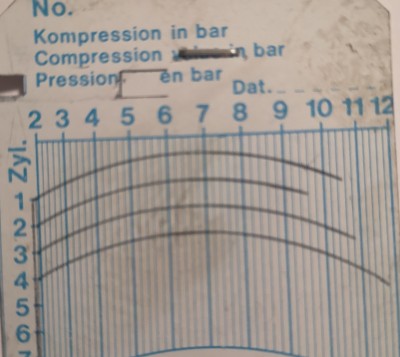 No.
Kompression in bar
Compression in bar
Pression en bar
Dat.
2 3 4 5 6 7 8 9 10 11 12
Zyl.
1
2
3
4
5
6
7